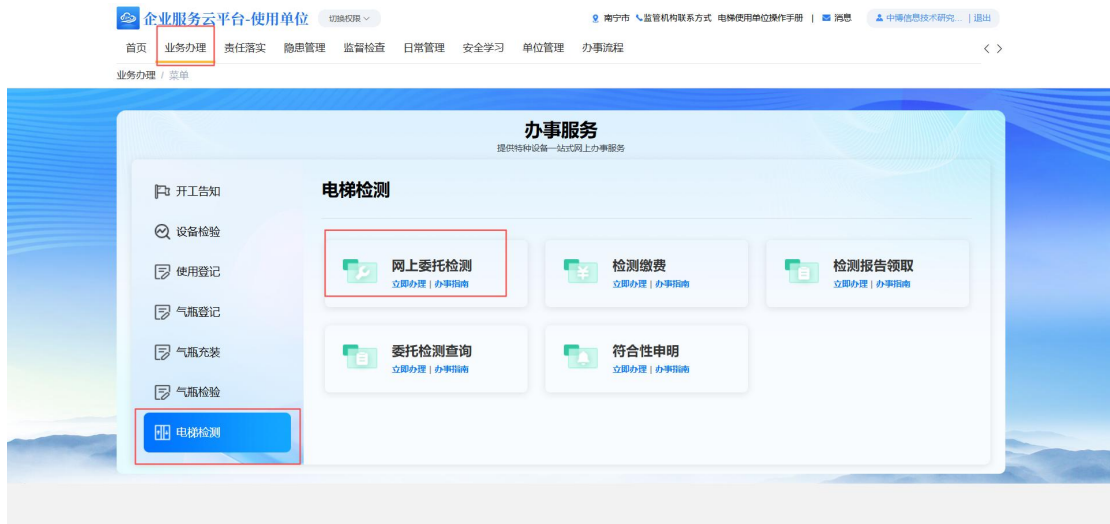 企业服务云平台-使用单位 切换权限 南宁市 监管机构联系方式 电梯使用单位操作手册 | 消息 中博信息技术研究... | 退出
首页 业务办理 责任落实 隐患管理 监督检查 日常管理 安全学习 单位管理 办事流程
业务办理 / 菜单
办事服务
提供特种设备一站式网上办事服务
开工告知
设备检验
使用登记
气瓶登记
气瓶充装
气瓶检验
电梯检测
电梯检测
网上委托检测
立即办理 | 办事指南
检测缴费
立即办理 | 办事指南
检测报告领取
立即办理 | 办事指南
委托检测查询
立即办理 | 办事指南
符合性申明
立即办理 | 办事指南